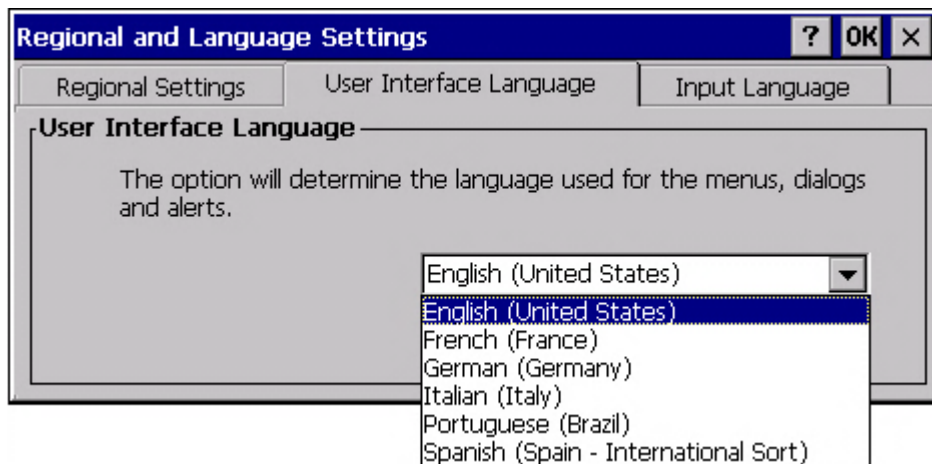 Regional and Language Settings ? OK ×
Regional Settings User Interface Language Input Language
User Interface Language
The option will determine the language used for the menus, dialogs
and alerts.
English (United States)
English (United States)
French (France)
German (Germany)
Italian (Italy)
Portuguese (Brazil)
Spanish (Spain - International Sort)